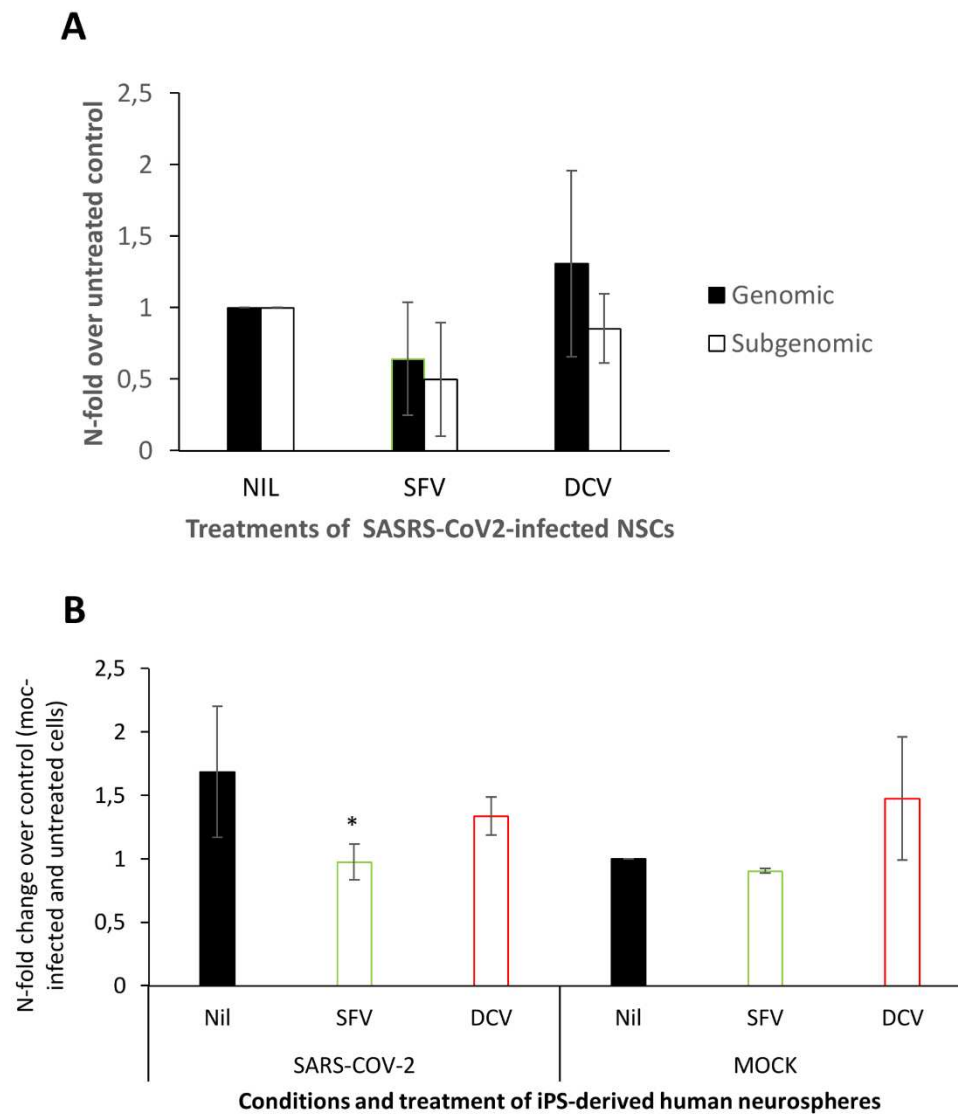 A
N-fold over untreated control
2,5
2
1,5
1
0,5
0
NIL
SFV
DCV
Genomic
Subgenomic
Treatments of SASRS-CoV2-infected NSCs
B
N-fold change over control (moc-
infected and untreated cells)
2,5
2
1,5
1
0,5
0
*
Nil
SFV
DCV
Nil
SFV
DCV
SARS-COV-2
MOCK
Conditions and treatment of iPS-derived human neurospheres